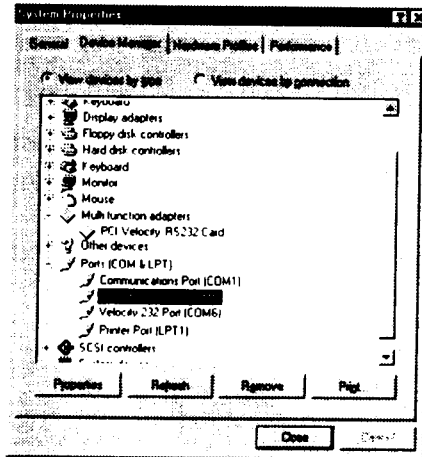 System Properties
General Device Manager Hardware Profiles Performance
View devices by type View devices by connection
Keyboard
Display adapters
Floppy disk controllers
Hard disk controllers
Keyboard
Monitor
Mouse
Multi function adapters
PCI Velocity RS232 Card
Other devices
Ports (COM & LPT)
Communications Port (COM1)
Velocity 232 Port (COM6)
Printer Port (LPT1)
SCSI controllers
Properties Refresh Remove Print...
Close Cancel